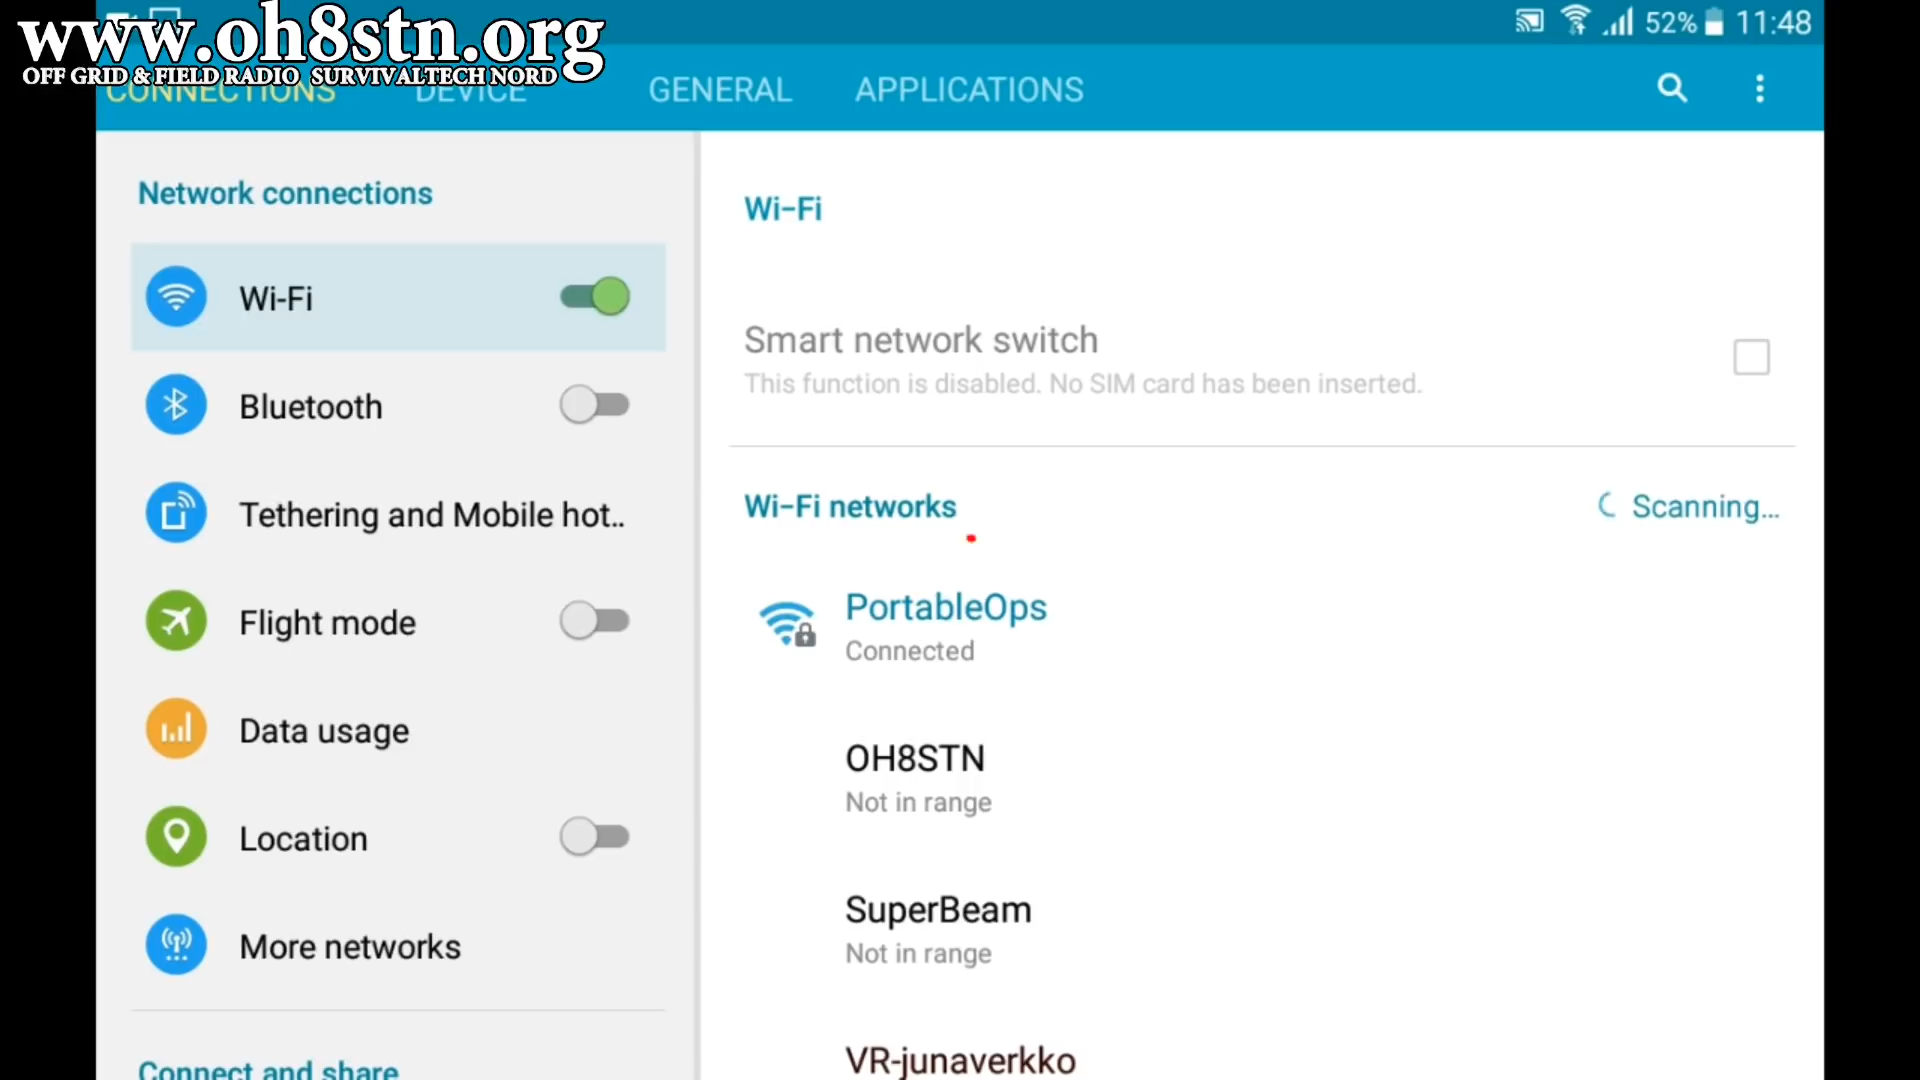 www.oh8stn.org
OFF GRID & FIELD RADIO SURVIVALTECH NORD
52% 11:48
CONNECTIONS DEVICE GENERAL APPLICATIONS
Network connections
Wi-Fi
Bluetooth
Tethering and Mobile hot..
Flight mode
Data usage
Location
More networks
Connect and share
Wi-Fi
Smart network switch
This function is disabled. No SIM card has been inserted.
Wi-Fi networks
Scanning...
PortableOps
Connected
OH8STN
Not in range
SuperBeam
Not in range
VR-junaverkko